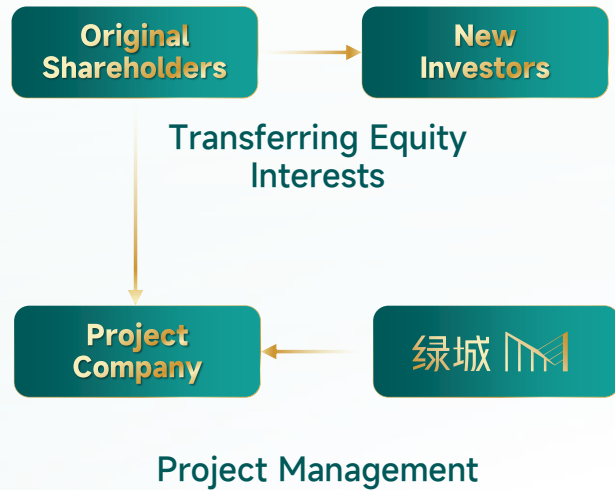 Original
Shareholders
New
Investors
Transferring Equity
Interests
Project
Company
绿城
Project Management